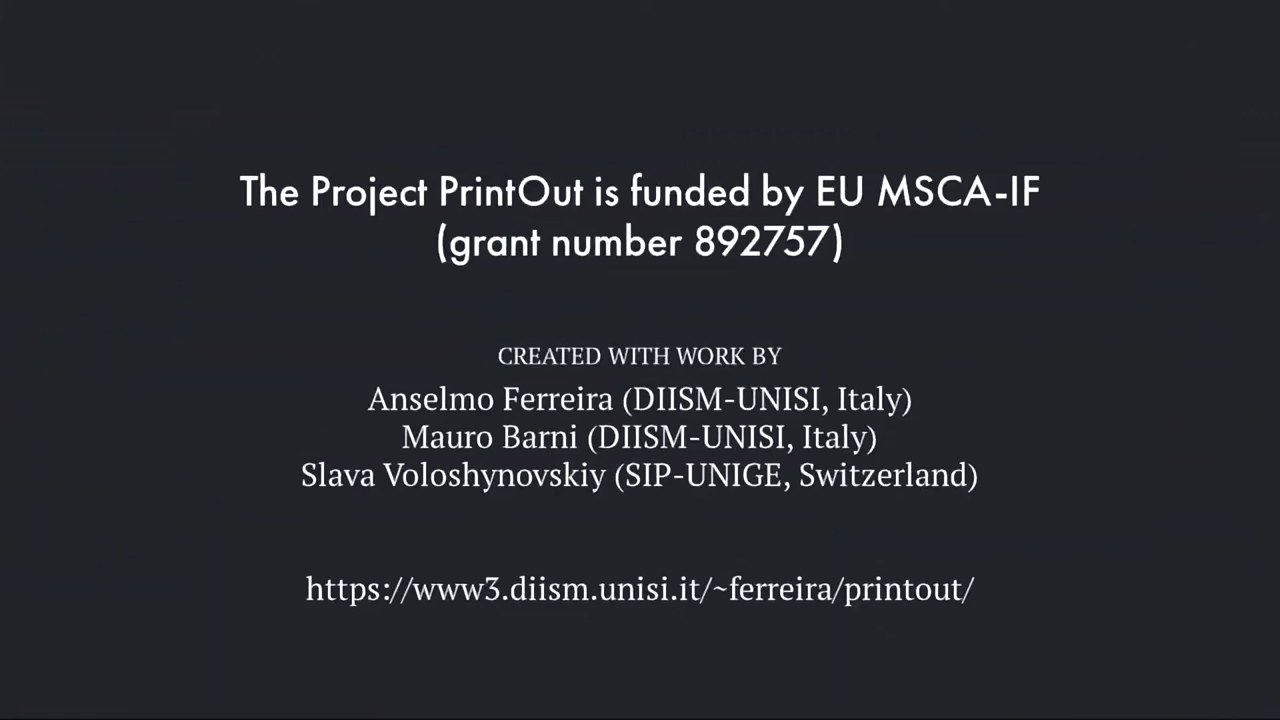 The Project PrintOut is funded by EU MSCA-IF
(grant number 892757)
CREATED WITH WORK BY
Anselmo Ferreira (DIISM-UNISI, Italy)
Mauro Barni (DIISM-UNISI, Italy)
Slava Voloshynovskiy (SIP-UNIGE, Switzerland)
https://www3.diism.unisi.it/~ferreira/printout/